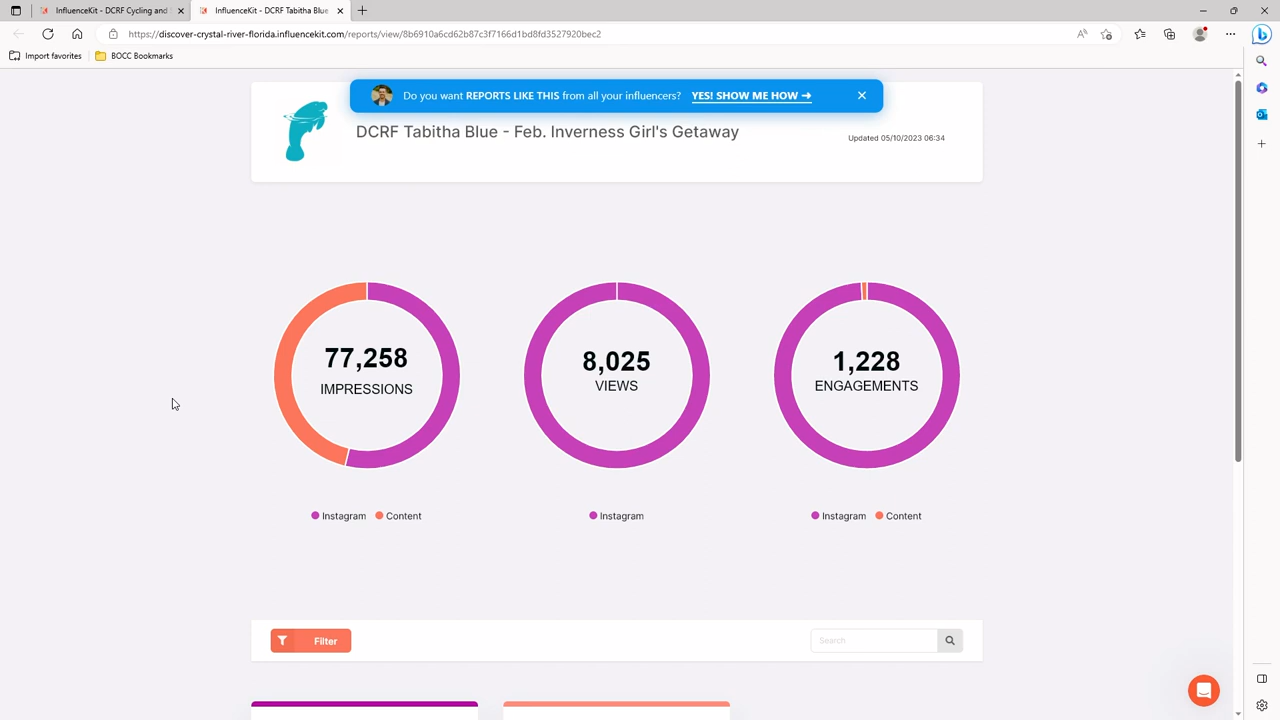 InfluenceKit - DCRF Cycling and
InfluenceKit - DCRF Tabitha Blue
https://discover-crystal-river-florida.influencekit.com/reports/view/8b6910a6cd62b87c3f7166d1bd8fd3527920bec2
Import favorites
BOCC Bookmarks
Do you want REPORTS LIKE THIS from all your influencers? YES! SHOW ME HOW ➜
DCRF Tabitha Blue - Feb. Inverness Girl's Getaway
Updated 05/10/2023 06:34
77,258
IMPRESSIONS
8,025
VIEWS
1,228
ENGAGEMENTS
Instagram Content
Instagram
Instagram Content
Filter
Search